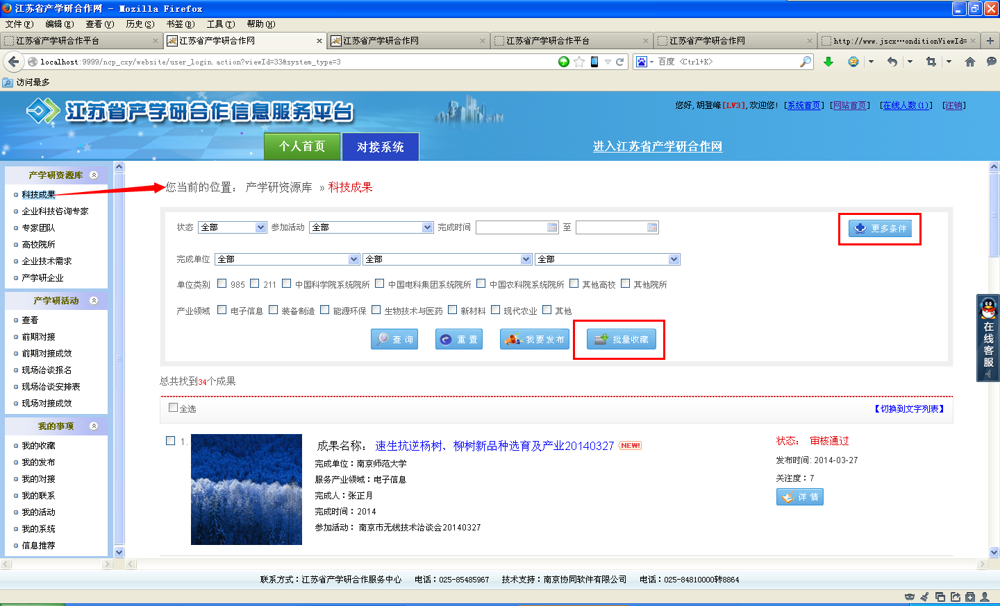 江苏省产学研合作网 - Mozilla Firefox
文件(F) 编辑(E) 查看(V) 历史(S) 书签(B) 工具(T) 帮助(H)
江苏省产学研合作平台 × 江苏省产学研合作网 × 江苏省产学研合作网 × 江苏省产学研合作平台 × 江苏省产学研合作网 × http://www.jscx…onditionViewId= × +
localhost:9999/ncp_cxy/website/user_login.action?viewId=33&system_type=3 百度 <Ctrl+K>
访问最多
江苏省产学研合作信息服务平台
您好,胡登峰[LV3],欢迎您! [系统首页] [网站首页] [在线人数(1)] [注销]
个人首页 对接系统 进入江苏省产学研合作网
产学研资源库
科技成果
企业科技咨询专家
专家团队
高校院所
企业技术需求
产学研企业
产学研活动
查看
前期对接
前期对接成效
现场洽谈报名
现场洽谈安排表
现场对接成效
我的事项
我的收藏
我的发布
我的对接
我的联系
我的活动
我的系统
信息推荐
您当前的位置： 产学研资源库 » 科技成果
状态 全部 参加活动 全部 完成时间 至 更多条件
完成单位 全部 全部 全部
单位类别 985 211 中国科学院系统院所 中国电科集团系统院所 中国农科院系统院所 其他高校 其他院所
产业领域 电子信息 装备制造 能源环保 生物技术与医药 新材料 现代农业 其他
查询 重置 我要发布 批量收藏
总共找到34个成果
全选 【切换到文字列表】
1. 成果名称： 速生抗逆杨树、柳树新品种选育及产业20140327 NEW!
完成单位：南京师范大学
服务产业领域：电子信息
完成人：张正月
完成时间：2014
参加活动： 南京市无线技术洽谈会20140327
状态： 审核通过
发布时间: 2014-03-27
关注度：7
详情
在线客服
联系方式：江苏省产学研合作服务中心 电话：025-85485967 技术支持：南京协同软件有限公司 电话：025-84810000转8864